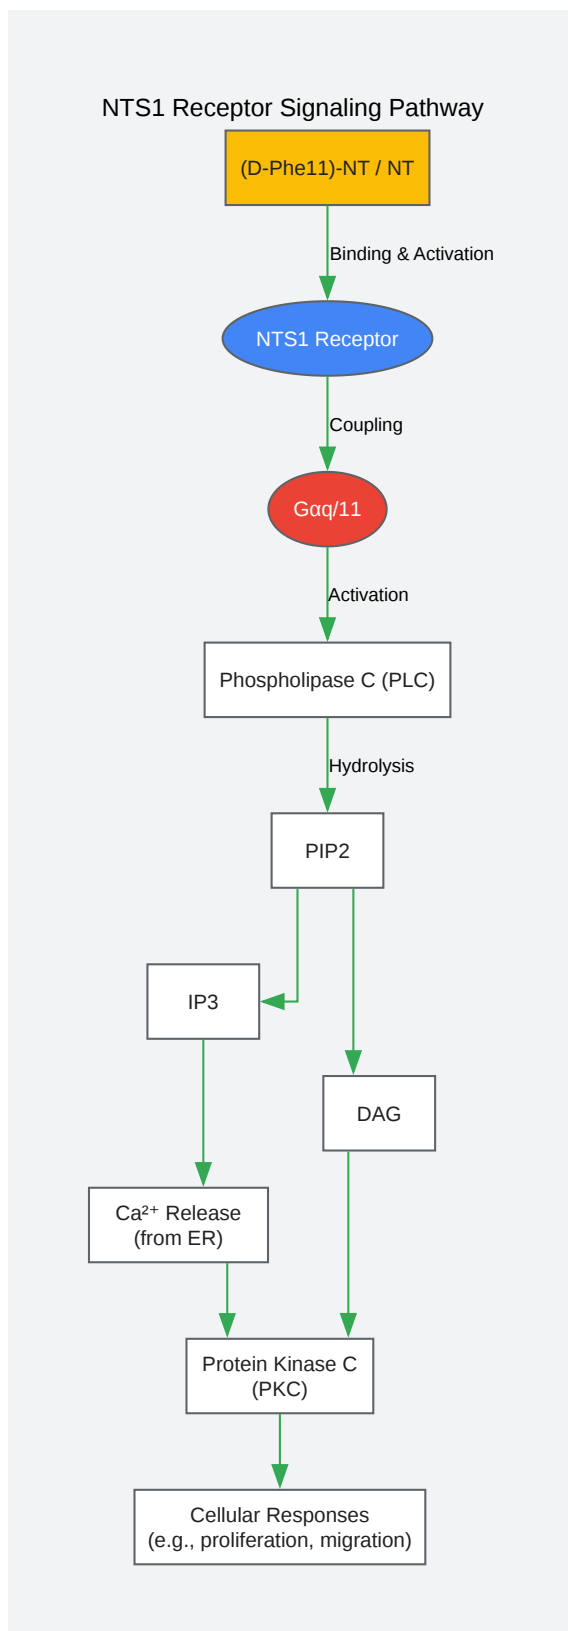 NTS1 Receptor Signaling Pathway
(D-Phe11)-NT / NT
Binding & Activation
NTS1 Receptor
Coupling
Gαq/11
Activation
Phospholipase C (PLC)
Hydrolysis
PIP2
IP3
DAG
Ca²⁺ Release
(from ER)
Protein Kinase C
(PKC)
Cellular Responses
(e.g., proliferation, migration)